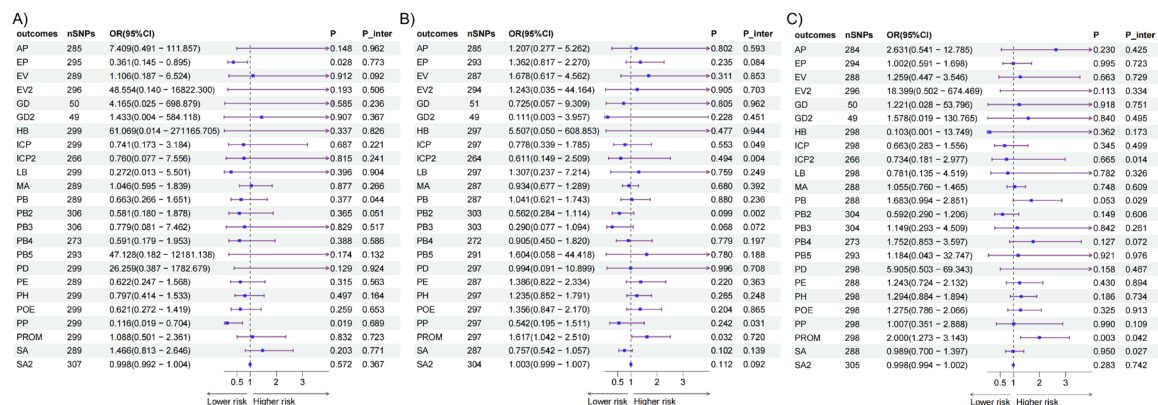 A)
outcomes nSNPs OR(95%CI) P P_inter
AP 285 7.409(0.491 − 111.857) 0.148 0.962
EP 295 0.361(0.145 − 0.895) 0.028 0.773
EV 289 1.106(0.187 − 6.524) 0.912 0.092
EV2 296 48.554(0.140 − 16822.300) 0.193 0.506
GD 50 4.165(0.025 − 698.879) 0.585 0.236
GD2 49 1.433(0.004 − 584.118) 0.907 0.367
HB 299 61.069(0.014 − 271165.705) 0.337 0.826
ICP 299 0.741(0.173 − 3.184) 0.687 0.221
ICP2 266 0.760(0.077 − 7.556) 0.815 0.241
LB 299 0.272(0.013 − 5.501) 0.396 0.904
MA 289 1.046(0.595 − 1.839) 0.877 0.266
PB 289 0.663(0.266 − 1.651) 0.377 0.044
PB2 306 0.581(0.180 − 1.878) 0.365 0.051
PB3 306 0.779(0.081 − 7.462) 0.829 0.517
PB4 273 0.591(0.179 − 1.953) 0.388 0.586
PB5 293 47.128(0.182 − 12181.138) 0.174 0.132
PD 299 26.259(0.387 − 1782.679) 0.129 0.924
PE 289 0.622(0.247 − 1.568) 0.315 0.563
PH 299 0.797(0.414 − 1.533) 0.497 0.164
POE 299 0.621(0.272 − 1.419) 0.259 0.653
PP 299 0.116(0.019 − 0.704) 0.019 0.689
PROM 299 1.088(0.501 − 2.361) 0.832 0.723
SA 289 1.466(0.813 − 2.646) 0.203 0.771
SA2 307 0.998(0.992 − 1.004) 0.572 0.367
0.5 1 2 3
Lower risk Higher risk
B)
outcomes nSNPs OR(95%CI) P P_inter
AP 285 1.207(0.277 − 5.262) 0.802 0.593
EP 293 1.362(0.817 − 2.270) 0.235 0.084
EV 287 1.678(0.617 − 4.562) 0.311 0.853
EV2 294 1.243(0.035 − 44.164) 0.905 0.703
GD 51 0.725(0.057 − 9.309) 0.805 0.962
GD2 49 0.111(0.003 − 3.957) 0.228 0.451
HB 297 5.507(0.050 − 608.853) 0.477 0.944
ICP 297 0.778(0.339 − 1.785) 0.553 0.049
ICP2 264 0.611(0.149 − 2.509) 0.494 0.004
LB 297 1.307(0.237 − 7.214) 0.759 0.249
MA 287 0.934(0.677 − 1.289) 0.680 0.392
PB 287 1.041(0.621 − 1.743) 0.880 0.236
PB2 303 0.562(0.284 − 1.114) 0.099 0.002
PB3 303 0.290(0.077 − 1.094) 0.068 0.072
PB4 272 0.905(0.450 − 1.820) 0.779 0.197
PB5 291 1.604(0.058 − 44.418) 0.780 0.188
PD 297 0.994(0.091 − 10.899) 0.996 0.708
PE 287 1.386(0.822 − 2.334) 0.220 0.363
PH 297 1.235(0.852 − 1.791) 0.265 0.248
POE 297 1.356(0.847 − 2.170) 0.204 0.865
PP 297 0.542(0.195 − 1.511) 0.242 0.031
PROM 297 1.617(1.042 − 2.510) 0.032 0.720
SA 287 0.757(0.542 − 1.057) 0.102 0.139
SA2 304 1.003(0.999 − 1.007) 0.112 0.092
0.5 1 2 3
Lower risk Higher risk
C)
outcomes nSNPs OR(95%CI) P P_inter
AP 284 2.631(0.541 − 12.785) 0.230 0.425
EP 294 1.002(0.591 − 1.698) 0.995 0.723
EV 288 1.259(0.447 − 3.546) 0.663 0.729
EV2 296 18.399(0.502 − 674.469) 0.113 0.334
GD 50 1.221(0.028 − 53.796) 0.918 0.751
GD2 49 1.578(0.019 − 130.765) 0.840 0.495
HB 298 0.103(0.001 − 13.749) 0.362 0.173
ICP 298 0.663(0.283 − 1.556) 0.345 0.499
ICP2 266 0.734(0.181 − 2.977) 0.665 0.014
LB 298 0.781(0.135 − 4.519) 0.782 0.326
MA 288 1.055(0.760 − 1.465) 0.748 0.609
PB 288 1.683(0.994 − 2.851) 0.053 0.029
PB2 304 0.592(0.290 − 1.206) 0.149 0.606
PB3 304 1.149(0.293 − 4.509) 0.842 0.261
PB4 273 1.752(0.853 − 3.597) 0.127 0.072
PB5 293 1.184(0.043 − 32.747) 0.921 0.976
PD 298 5.905(0.503 − 69.343) 0.158 0.467
PE 288 1.243(0.724 − 2.132) 0.430 0.894
PH 298 1.294(0.884 − 1.894) 0.186 0.734
POE 298 1.275(0.786 − 2.066) 0.325 0.913
PP 298 1.007(0.351 − 2.888) 0.990 0.109
PROM 298 2.000(1.273 − 3.143) 0.003 0.042
SA 288 0.989(0.700 − 1.397) 0.950 0.027
SA2 305 0.998(0.994 − 1.002) 0.283 0.742
0.5 1 2 3
Lower risk Higher risk